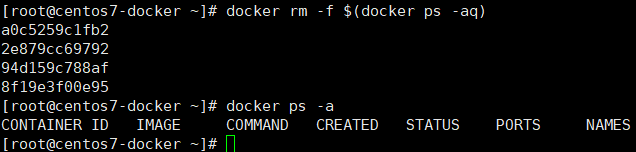 [root@centos7-docker ~]# docker rm -f $(docker ps -aq)
a0c5259c1fb2
2e879cc69792
94d159c788af
8f19e3f00e95
[root@centos7-docker ~]# docker ps -a
CONTAINER ID   IMAGE     COMMAND   CREATED   STATUS    PORTS     NAMES
[root@centos7-docker ~]#